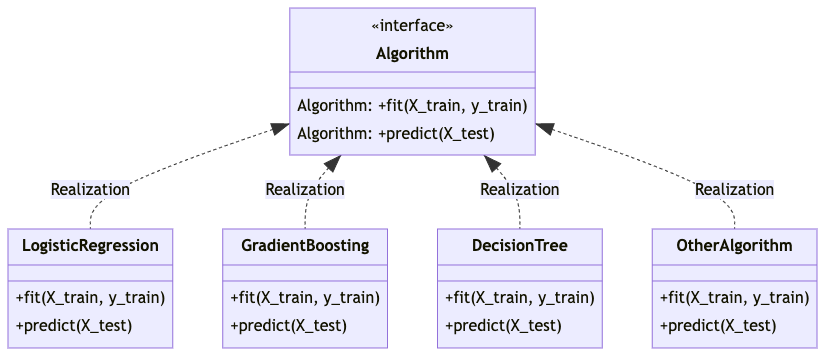 «interface»
Algorithm
Algorithm: +fit(X_train, y_train)
Algorithm: +predict(X_test)
Realization
Realization
Realization
Realization
LogisticRegression
+fit(X_train, y_train)
+predict(X_test)
GradientBoosting
+fit(X_train, y_train)
+predict(X_test)
DecisionTree
+fit(X_train, y_train)
+predict(X_test)
OtherAlgorithm
+fit(X_train, y_train)
+predict(X_test)